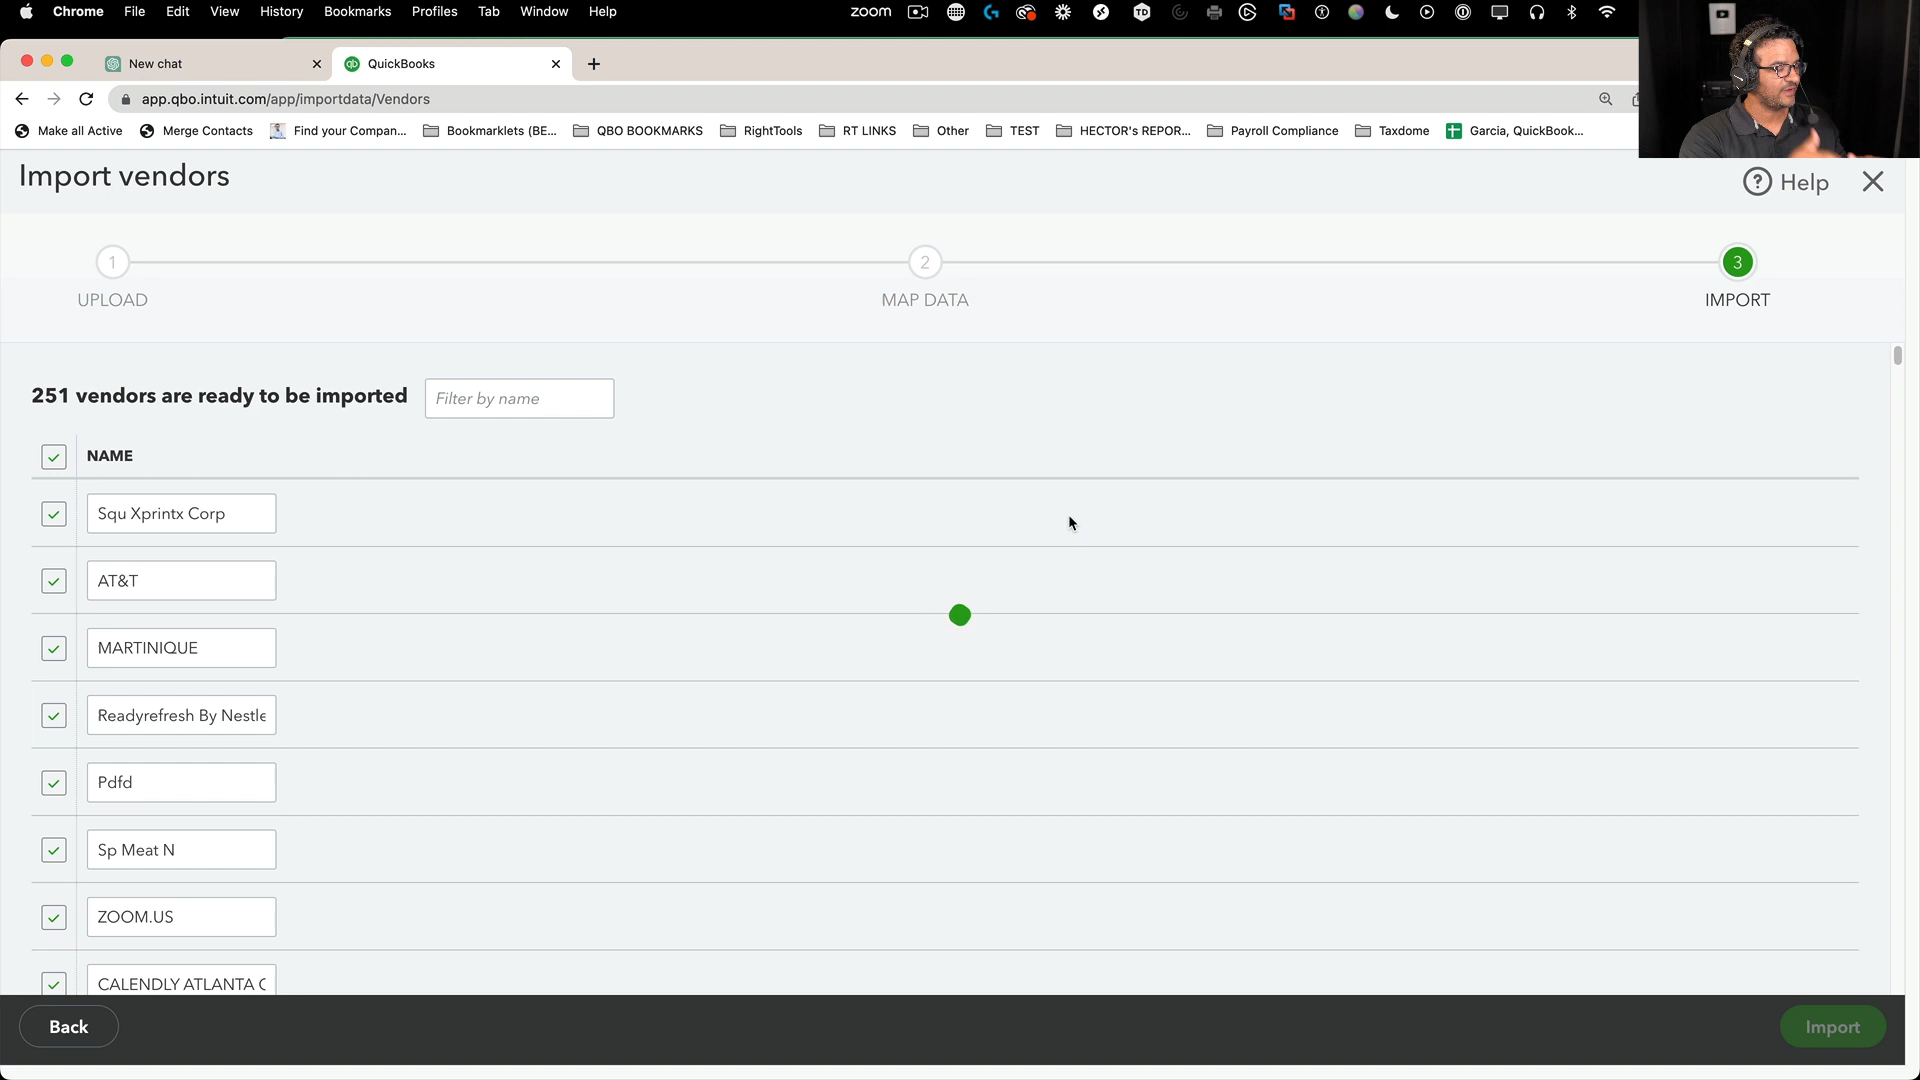 Chrome File Edit View History Bookmarks Profiles Tab Window Help zoom TD
New chat QuickBooks
app.qbo.intuit.com/app/importdata/Vendors
Make all Active Merge Contacts Find your Compan... Bookmarklets (BE... QBO BOOKMARKS RightTools RT LINKS Other TEST HECTOR's REPOR... Payroll Compliance Taxdome Garcia, QuickBook...
Import vendors
Help
1 2 3
UPLOAD MAP DATA IMPORT
251 vendors are ready to be imported Filter by name
NAME
Squ Xprintx Corp
AT&T
MARTINIQUE
Readyrefresh By Nestle
Pdfd
Sp Meat N
ZOOM.US
CALENDLY ATLANTA
Back Import